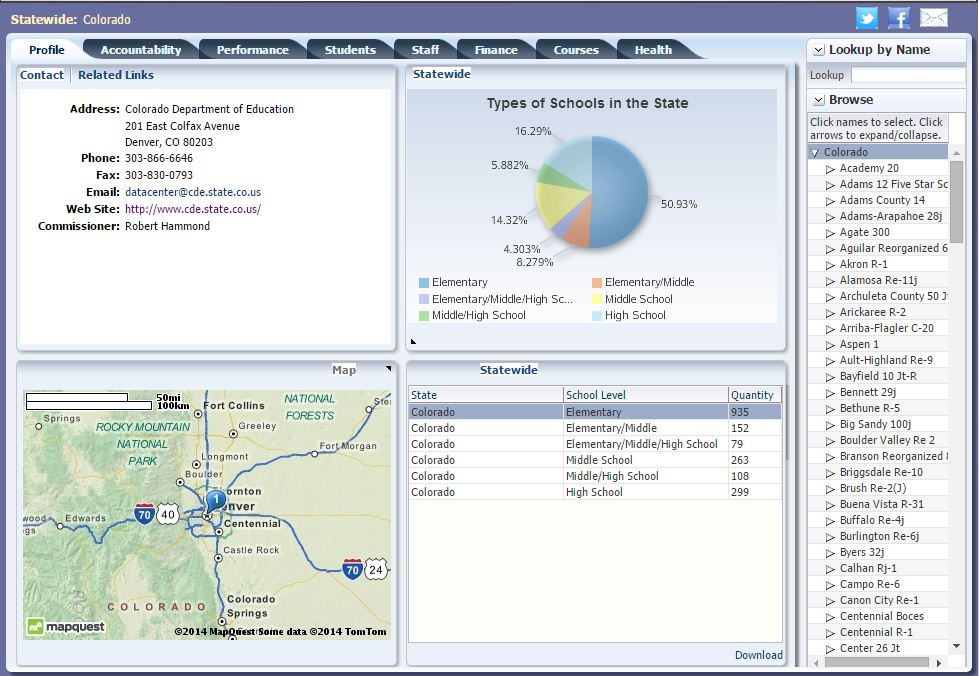 Statewide: Colorado
Profile
Accountability
Performance
Students
Staff
Finance
Courses
Health
Contact
Related Links
Address: Colorado Department of Education
201 East Colfax Avenue
Denver, CO 80203
Phone: 303-866-6646
Fax: 303-830-0793
Email: datacenter@cde.state.co.us
Web Site: http://www.cde.state.co.us/
Commissioner: Robert Hammond
Statewide
Types of Schools in the State
16.29%
5.882%
50.93%
14.32%
4.303%
8.279%
Elementary
Elementary/Middle
Elementary/Middle/High Sc...
Middle School
Middle/High School
High School
Map
50mi
100km
Fort Collins
NATIONAL
FORESTS
Ste
Springs
ROCKY MOUNTAIN
NATIONAL
PARK
Greeley
Fort Morgan
Longmont
Boulder
ornton
1
nver
70
40
wood
gs
Edwards
Centennial
Castle Rock
70
24
COLORADO
Colorado
Springs
mapquest
©2014 MapQuest Some data ©2014 TomTom
Statewide
State School Level Quantity
Colorado Elementary 935
Colorado Elementary/Middle 152
Colorado Elementary/Middle/High School 79
Colorado Middle School 263
Colorado Middle/High School 108
Colorado High School 299
Download
Lookup by Name
Lookup
Browse
Click names to select. Click
arrows to expand/collapse.
Colorado
Academy 20
Adams 12 Five Star Sc
Adams County 14
Adams-Arapahoe 28j
Agate 300
Aguilar Reorganized 6
Akron R-1
Alamosa Re-11j
Archuleta County 50 Jt
Arickaree R-2
Arriba-Flagler C-20
Aspen 1
Ault-Highland Re-9
Bayfield 10 Jt-R
Bennett 29j
Bethune R-5
Big Sandy 100j
Boulder Valley Re 2
Branson Reorganized 8
Briggsdale Re-10
Brush Re-2(J)
Buena Vista R-31
Buffalo Re-4j
Burlington Re-6j
Byers 32j
Calhan Rj-1
Campo Re-6
Canon City Re-1
Centennial Boces
Centennial R-1
Center 26 Jt